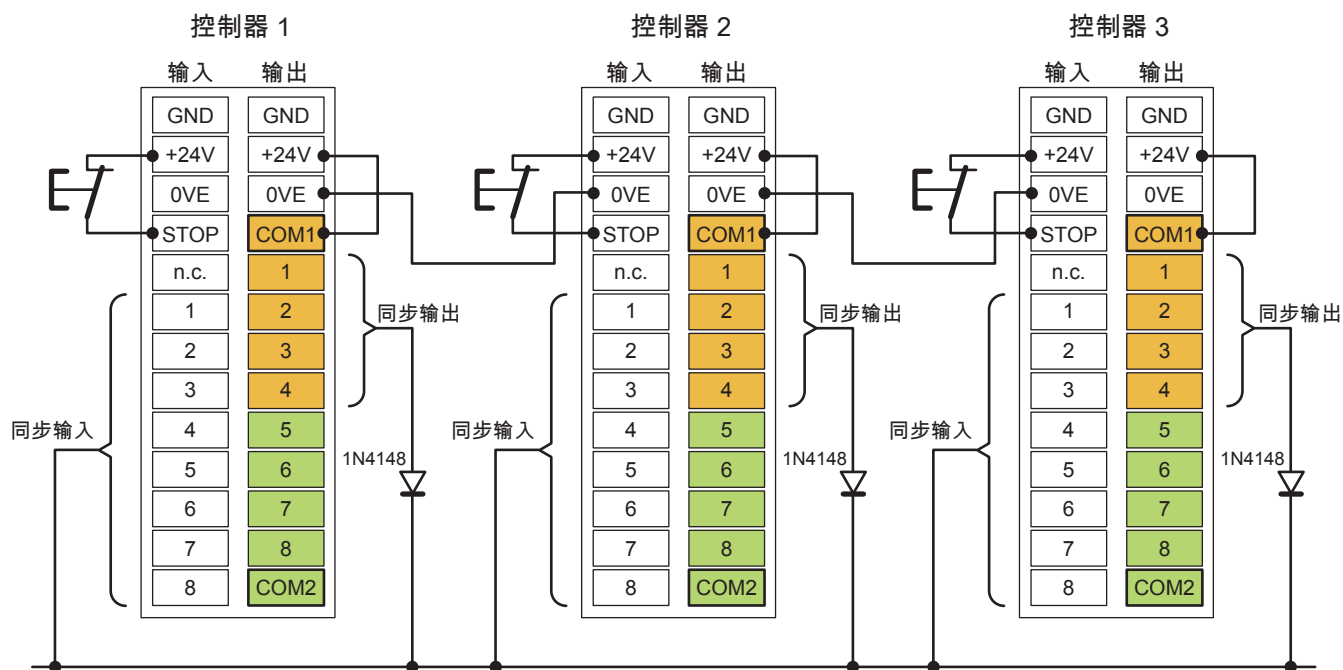 控制器 1
输入 输出
GND GND
+24V +24V
0VE 0VE
STOP COM1
n.c. 1
1 2
2 3
3 4
4 5
5 6
6 7
7 8
8 COM2
同步输出
同步输入
1N4148
控制器 2
输入 输出
GND GND
+24V +24V
0VE 0VE
STOP COM1
n.c. 1
1 2
2 3
3 4
4 5
5 6
6 7
7 8
8 COM2
同步输出
同步输入
1N4148
控制器 3
输入 输出
GND GND
+24V +24V
0VE 0VE
STOP COM1
n.c. 1
1 2
2 3
3 4
4 5
5 6
6 7
7 8
8 COM2
同步输出
同步输入
1N4148